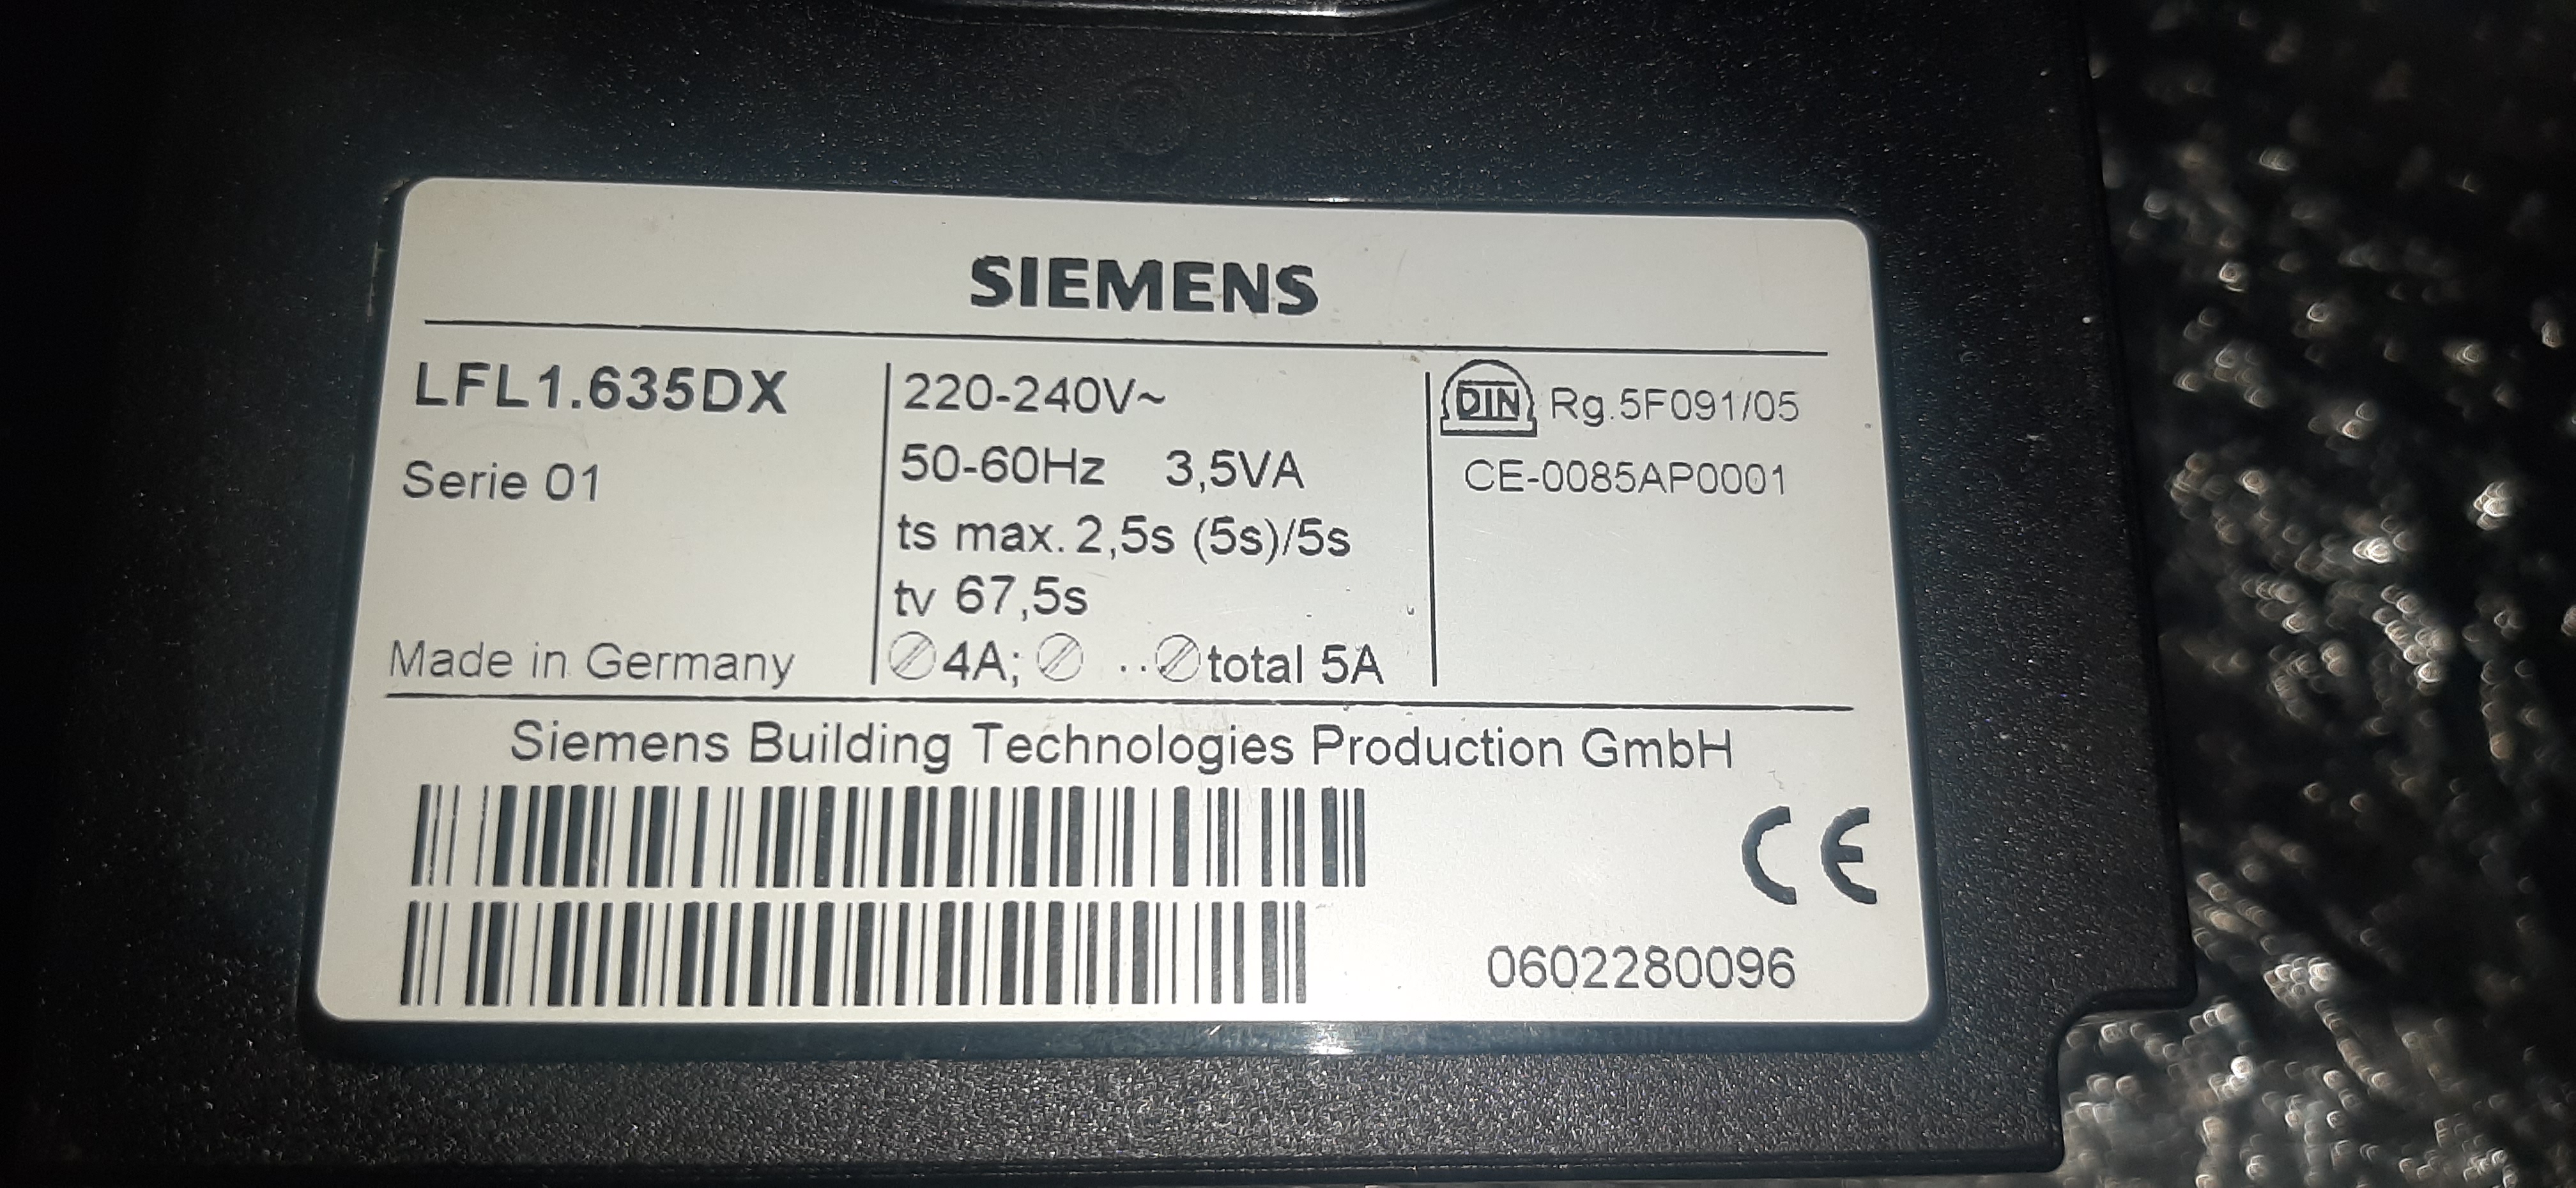 SIEMENS
LFL1.635DX
Serie 01
Made in Germany
220-240V~
50-60Hz 3,5VA
ts max. 2,5s (5s)/5s
tv 67,5s
⊘4A; ⊘ ..⊘total 5A
DIN Rg.5F091/05
CE-0085AP0001
Siemens Building Technologies Production GmbH
CE
0602280096